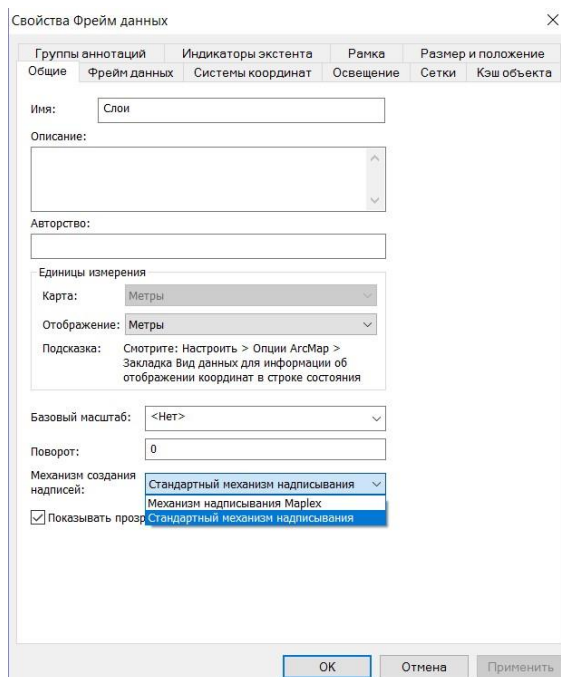 Свойства Фрейм данных
Группы аннотаций Индикаторы экстента Рамка Размер и положение
Общие Фрейм данных Системы координат Освещение Сетки Кэш объекта
Имя: Слои
Описание:
Авторство:
Единицы измерения
Карта: Метры
Отображение: Метры
Подсказка: Смотрите: Настроить > Опции ArcMap >
Закладка Вид данных для информации об
отображении координат в строке состояния
Базовый масштаб: <Нет>
Поворот: 0
Механизм создания
надписей: Стандартный механизм надписывания
Механизм надписывания Maplex
Показывать прозр Стандартный механизм надписывания
OK Отмена Применить